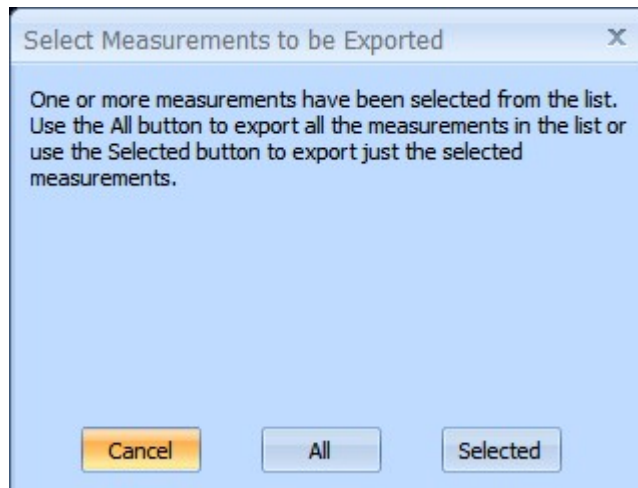 Select Measurements to be Exported
X
One or more measurements have been selected from the list.
Use the All button to export all the measurements in the list or
use the Selected button to export just the selected
measurements.
Cancel All Selected